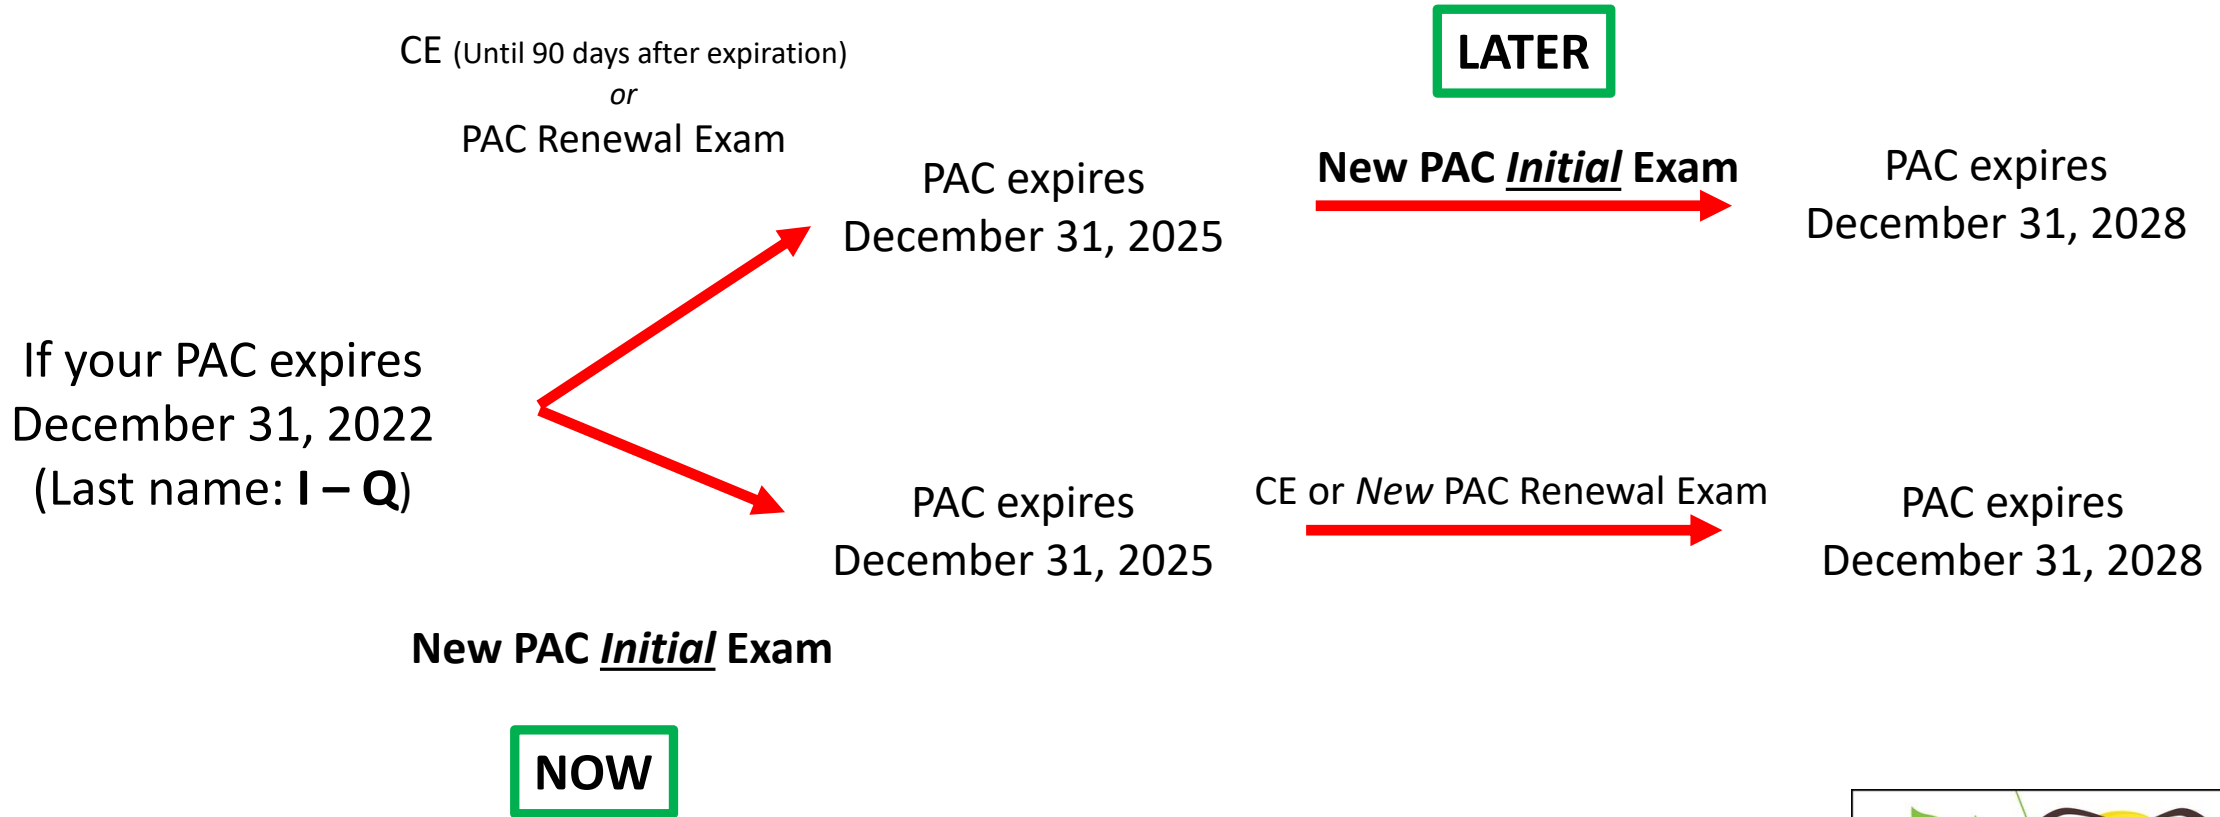 CE (Until 90 days after expiration)
or
PAC Renewal Exam
LATER
PAC expires
December 31, 2025
New PAC Initial Exam
PAC expires
December 31, 2028
If your PAC expires
December 31, 2022
(Last name: I – Q)
PAC expires
December 31, 2025
CE or New PAC Renewal Exam
PAC expires
December 31, 2028
New PAC Initial Exam
NOW